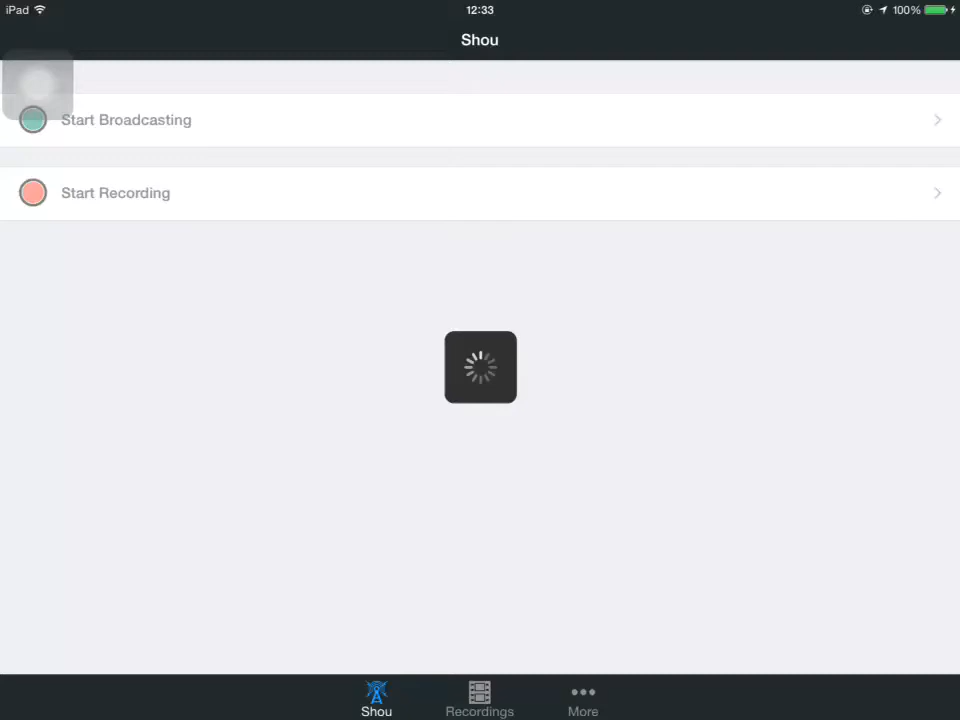 iPad 12:33 100%
Shou
Start Broadcasting
Start Recording
Shou Recordings More